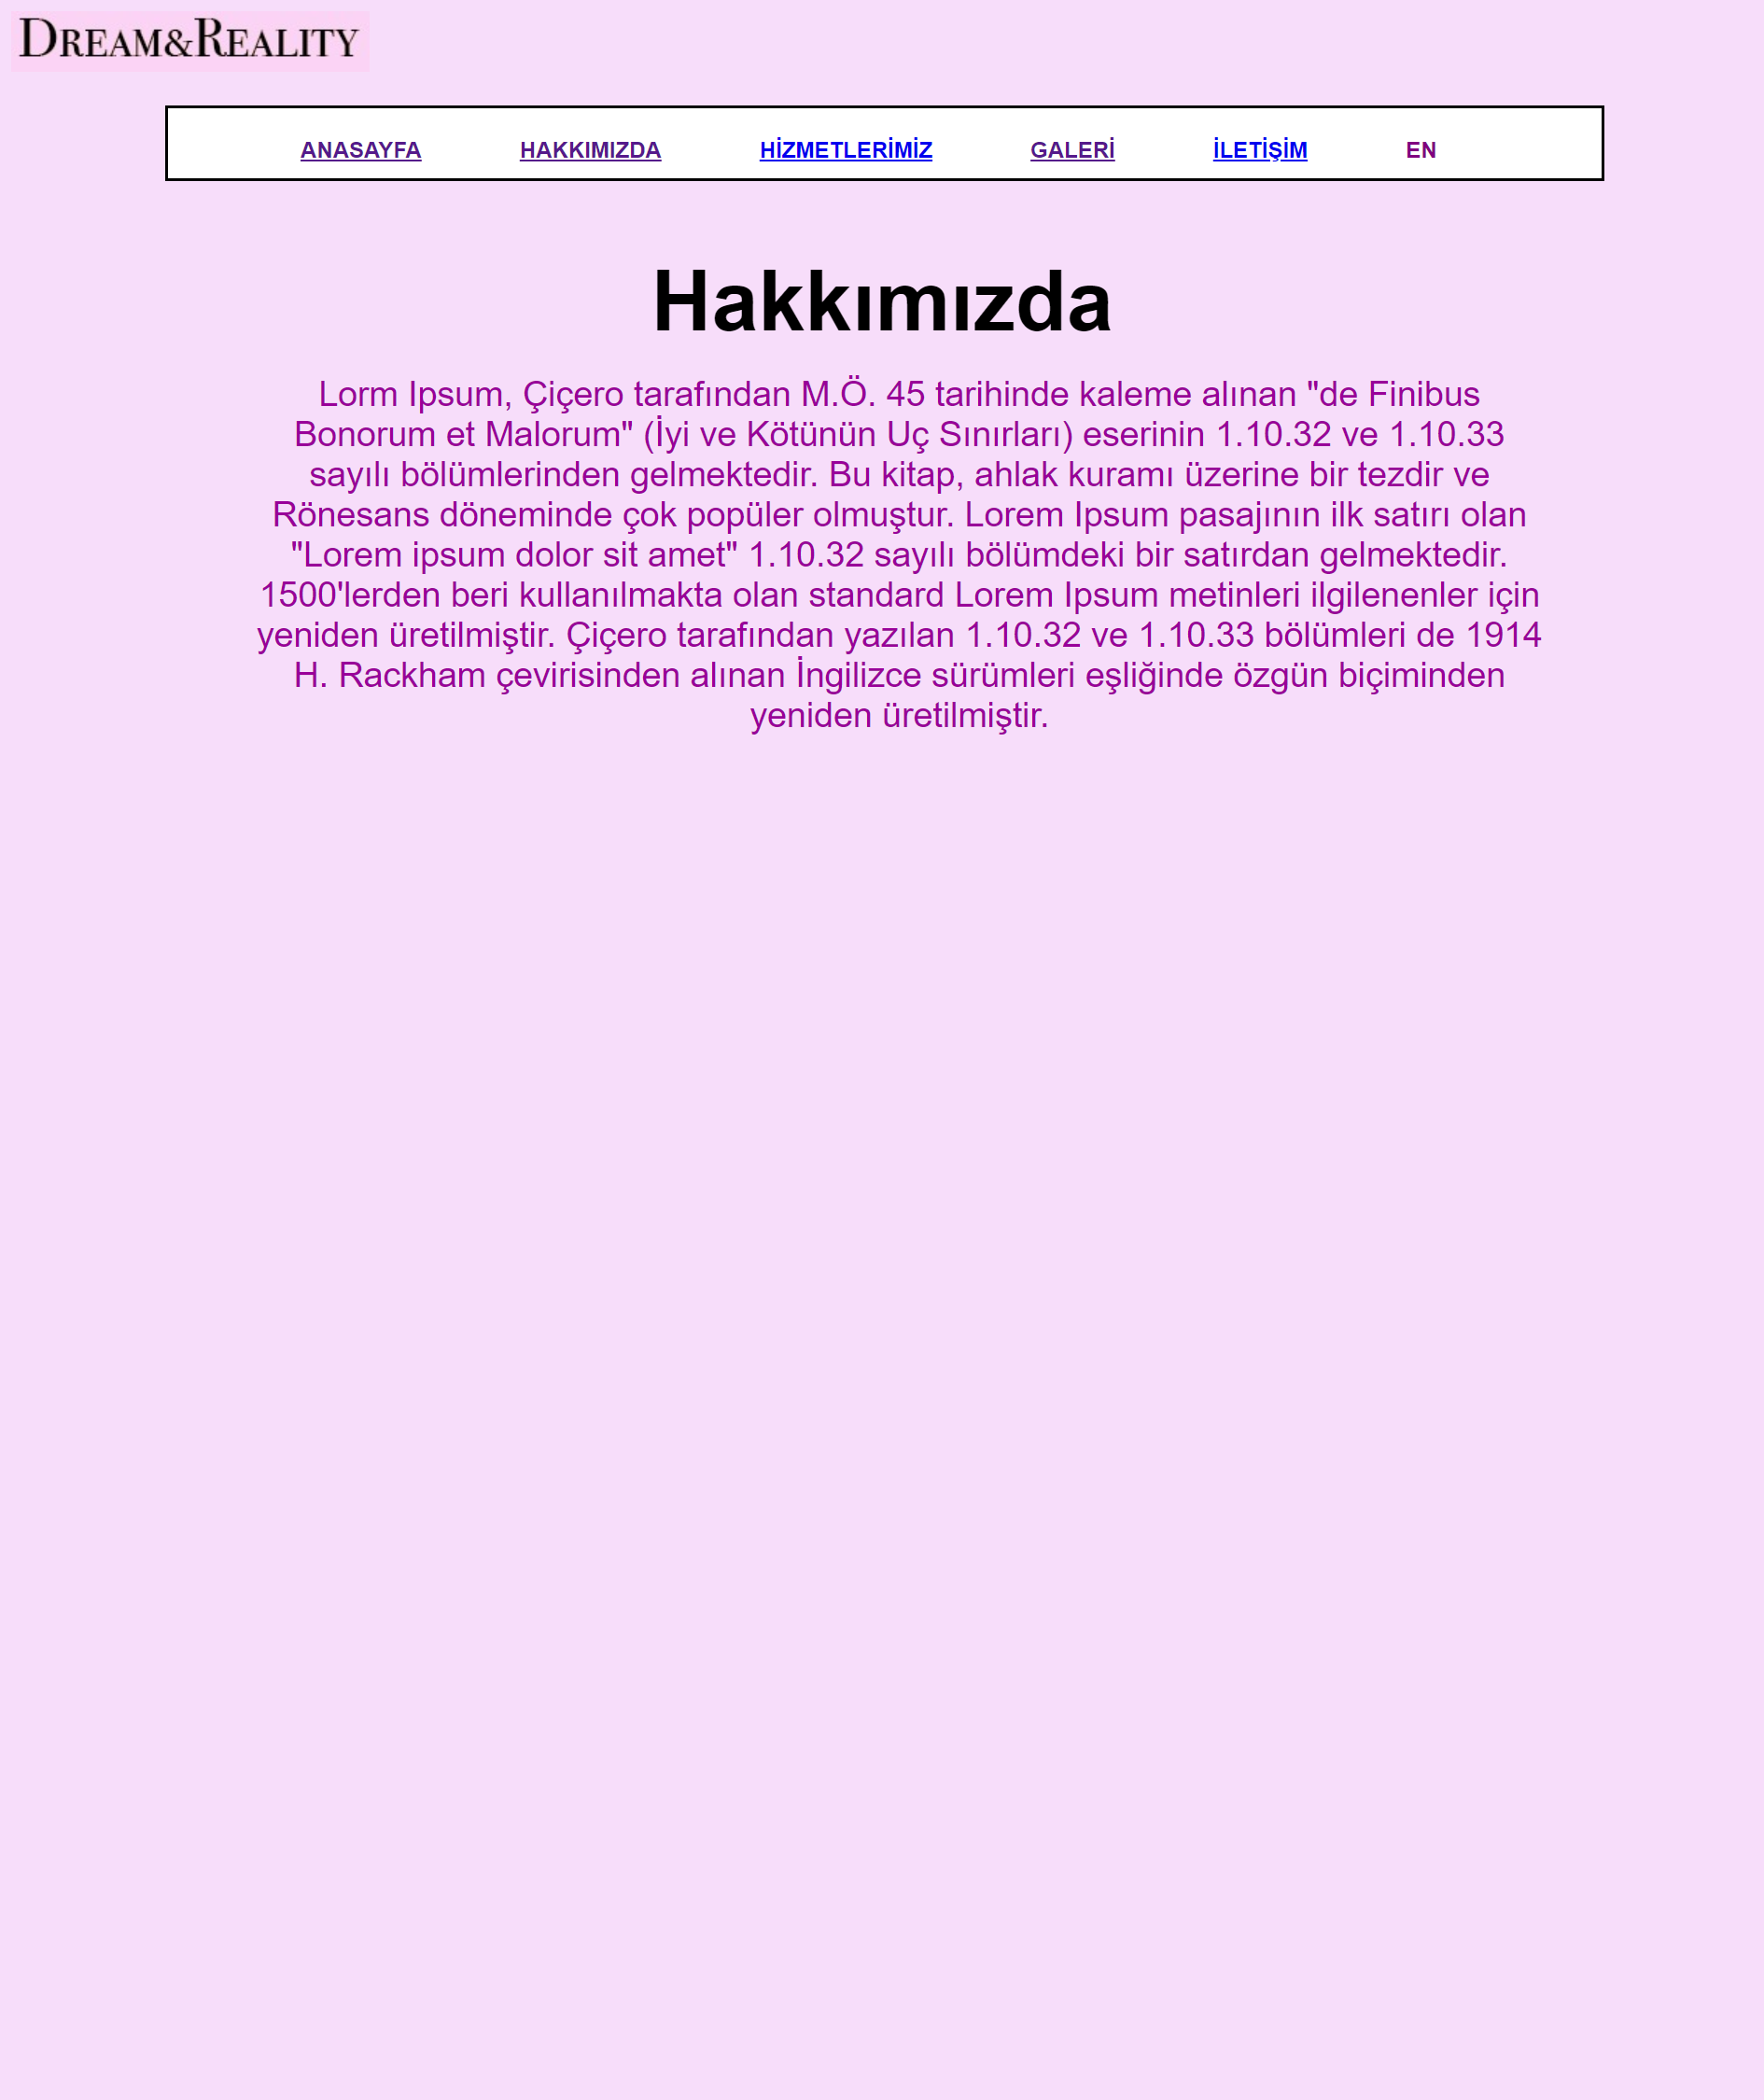 DREAM&REALITY
ANASAYFA HAKKIMIZDA HİZMETLERİMİZ GALERİ İLETİŞİM EN
Hakkımızda
Lorm Ipsum, Çiçero tarafından M.Ö. 45 tarihinde kaleme alınan "de Finibus
Bonorum et Malorum" (İyi ve Kötünün Uç Sınırları) eserinin 1.10.32 ve 1.10.33
sayılı bölümlerinden gelmektedir. Bu kitap, ahlak kuramı üzerine bir tezdir ve
Rönesans döneminde çok popüler olmuştur. Lorem Ipsum pasajının ilk satırı olan
"Lorem ipsum dolor sit amet" 1.10.32 sayılı bölümdeki bir satırdan gelmektedir.
1500'lerden beri kullanılmakta olan standard Lorem Ipsum metinleri ilgilenenler için
yeniden üretilmiştir. Çiçero tarafından yazılan 1.10.32 ve 1.10.33 bölümleri de 1914
H. Rackham çevirisinden alınan İngilizce sürümleri eşliğinde özgün biçiminden
yeniden üretilmiştir.